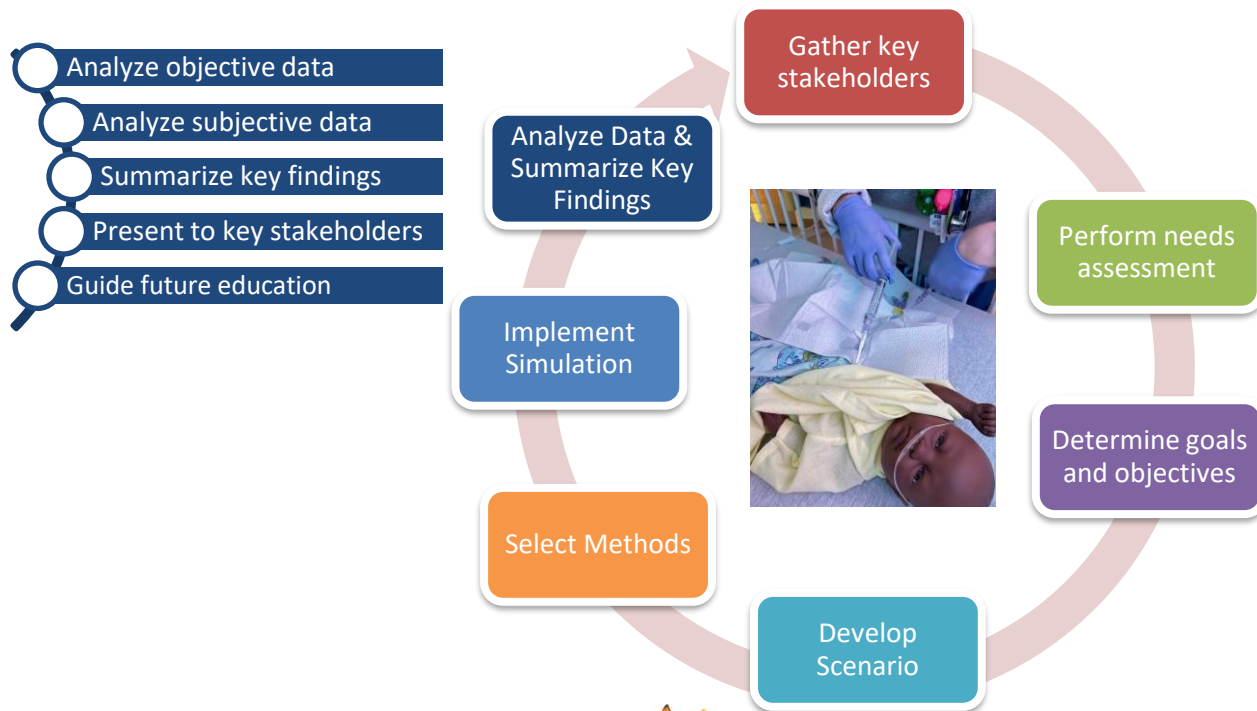 Analyze objective data
Analyze subjective data
Summarize key findings
Present to key stakeholders
Guide future education
Gather key
stakeholders
Perform needs
assessment
Determine goals
and objectives
Develop
Scenario
Select Methods
Implement
Simulation
Analyze Data &
Summarize Key
Findings